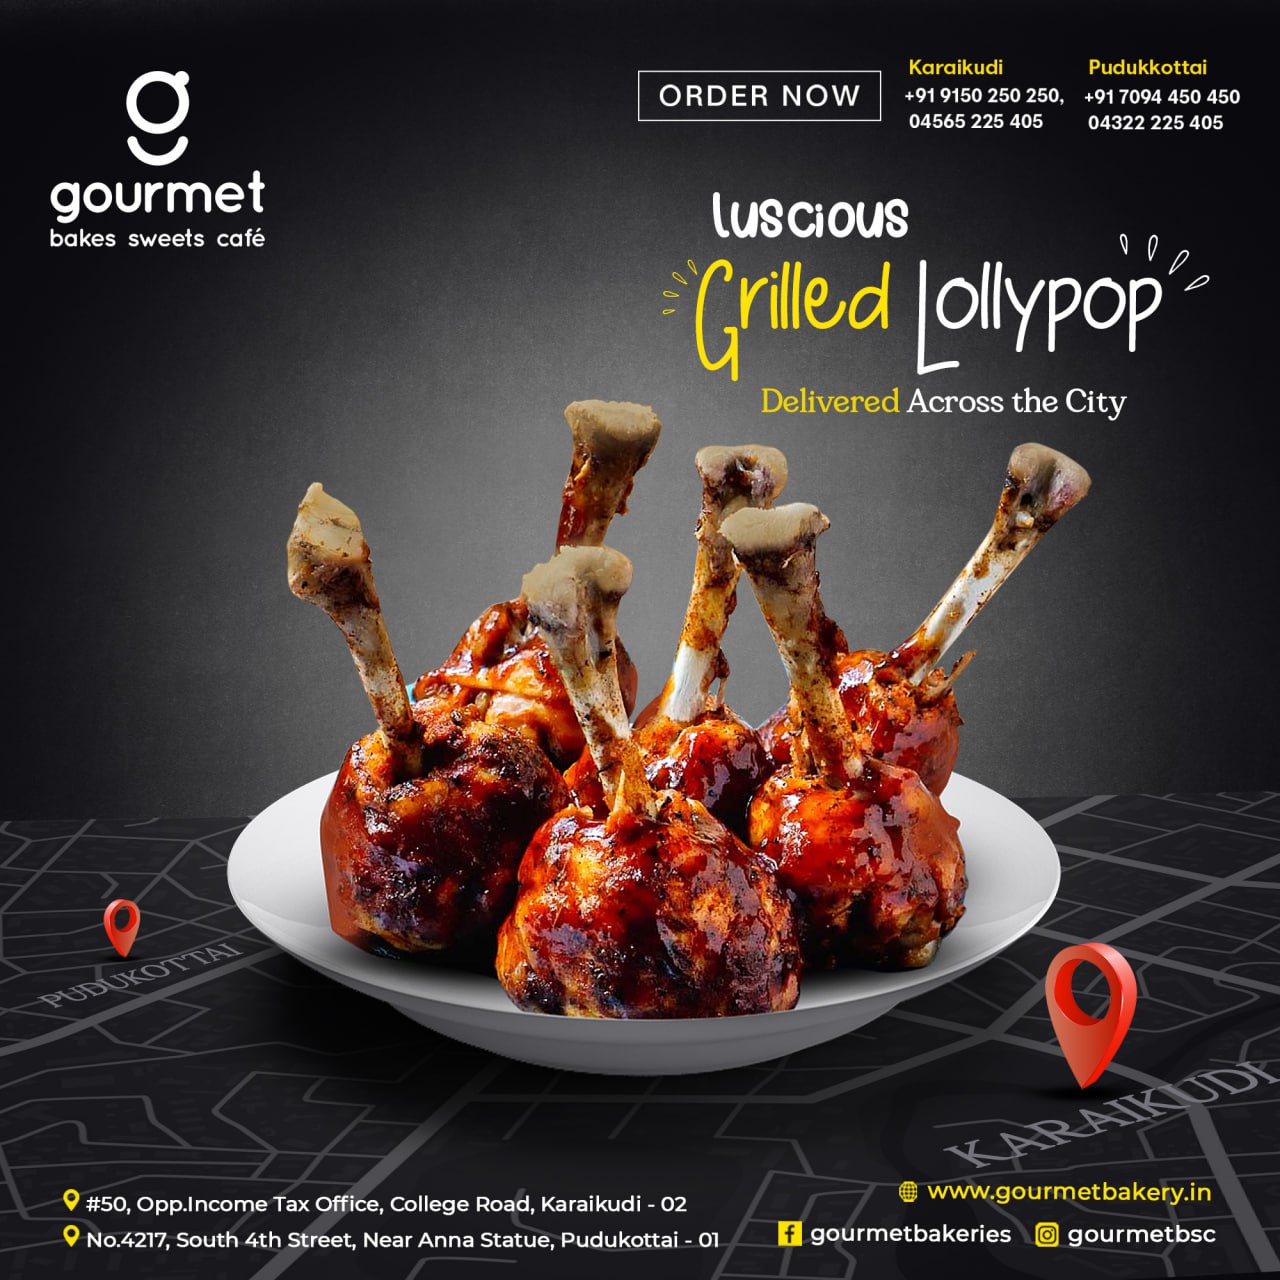 g
gourmet
bakes sweets café
ORDER NOW
Karaikudi
+91 9150 250 250,
04565 225 405
Pudukkottai
+91 7094 450 450
04322 225 405
luscious
Grilled Lollypop
Delivered Across the City
PUDUKOTTAI
KARAIKUDI
#50, Opp.Income Tax Office, College Road, Karaikudi - 02
No.4217, South 4th Street, Near Anna Statue, Pudukottai - 01
www.gourmetbakery.in
gourmetbakeries
gourmetbsc